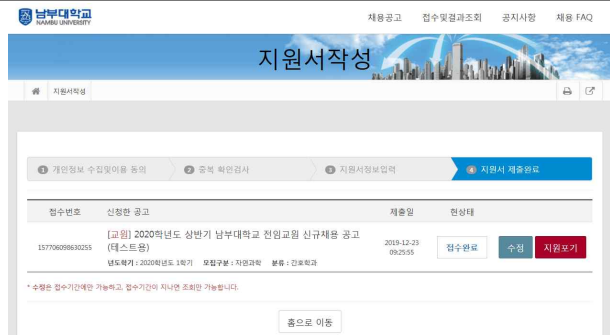 남부대학교
NAMBU UNIVERSITY
채용공고 접수및결과조회 공지사항 채용 FAQ
지원서작성
지원서작성
1 개인정보 수집및이용 동의 2 중복 확인검사 3 지원서정보입력 4 지원서 제출완료
접수번호 신청한 공고 제출일 현상태
[교원] 2020학년도 상반기 남부대학교 전임교원 신규채용 공고
(테스트용)
157706098630255 2019-12-23
09:25:55 접수완료 수정 지원포기
년도학기 : 2020학년도 1학기 모집구분 : 자연과학 분류 : 간호학과
* 수정은 접수기간에만 가능하고, 접수기간이 지나면 조회만 가능합니다.
홈으로 이동